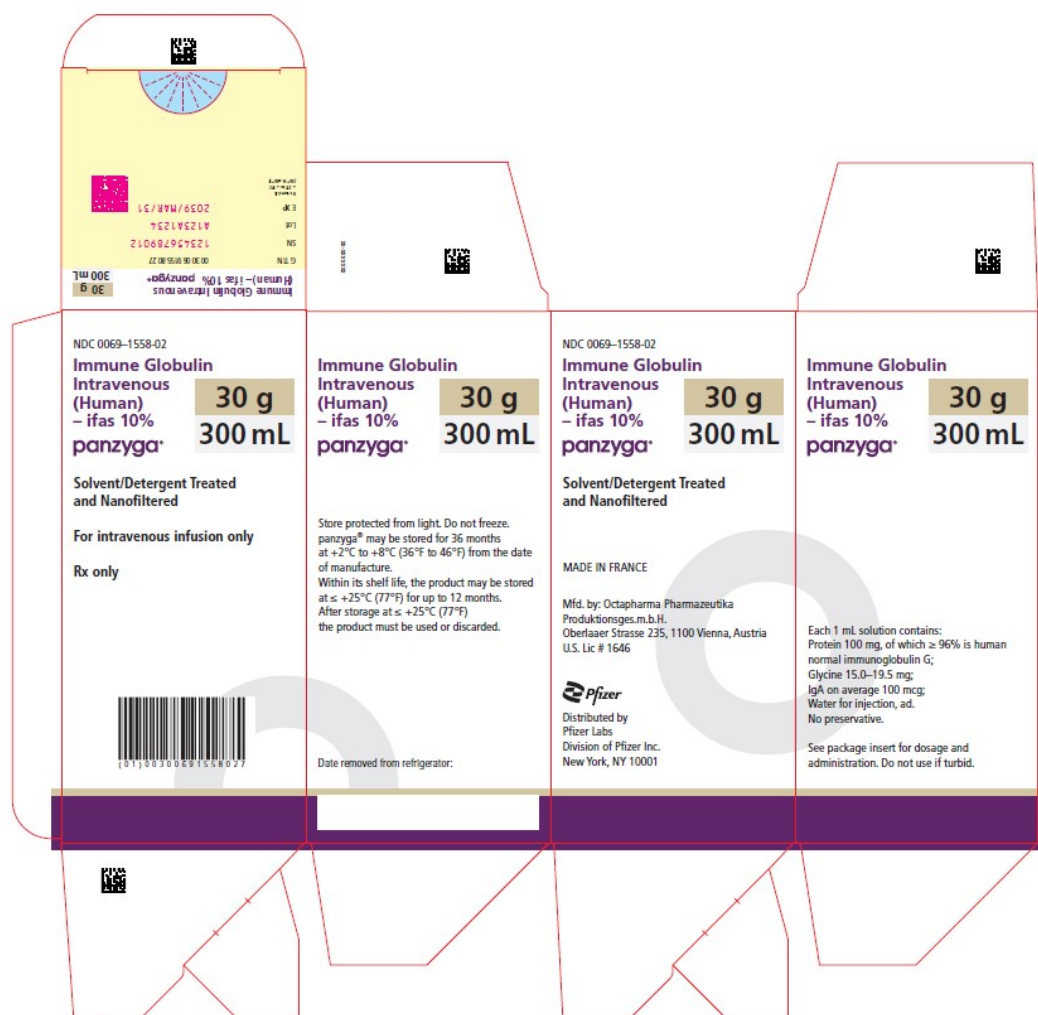 Immune Globulin Intravenous
(Human) – ifas 10% panzyga
30 g
300 mL
GTIN 00 30 06 91 55 80 27
SN 123456789012
Lot A123A1234
EXP 2039/MAR/31
NDC 0069–1558-02
Immune Globulin
Intravenous
(Human)
– ifas 10%
panzyga
30 g
300 mL
Solvent/Detergent Treated
and Nanofiltered
For intravenous infusion only
Rx only
(01)00300691558027
Immune Globulin
Intravenous
(Human)
– ifas 10%
panzyga
30 g
300 mL
Store protected from light. Do not freeze.
panzyga® may be stored for 36 months
at +2°C to +8°C (36°F to 46°F) from the date
of manufacture.
Within its shelf life, the product may be stored
at ≤ +25°C (77°F) for up to 12 months.
After storage at ≤ +25°C (77°F)
the product must be used or discarded.
Date removed from refrigerator:
NDC 0069–1558-02
Immune Globulin
Intravenous
(Human)
– ifas 10%
panzyga
30 g
300 mL
Solvent/Detergent Treated
and Nanofiltered
MADE IN FRANCE
Mfd. by: Octapharma Pharmazeutika
Produktionsges.m.b.H.
Oberlaaer Strasse 235, 1100 Vienna, Austria
U.S. Lic # 1646
Pfizer
Distributed by
Pfizer Labs
Division of Pfizer Inc.
New York, NY 10001
Immune Globulin
Intravenous
(Human)
– ifas 10%
panzyga
30 g
300 mL
Each 1 mL solution contains:
Protein 100 mg, of which ≥ 96% is human
normal immunoglobulin G;
Glycine 15.0–19.5 mg;
IgA on average 100 mcg;
Water for injection, ad.
No preservative.
See package insert for dosage and
administration. Do not use if turbid.